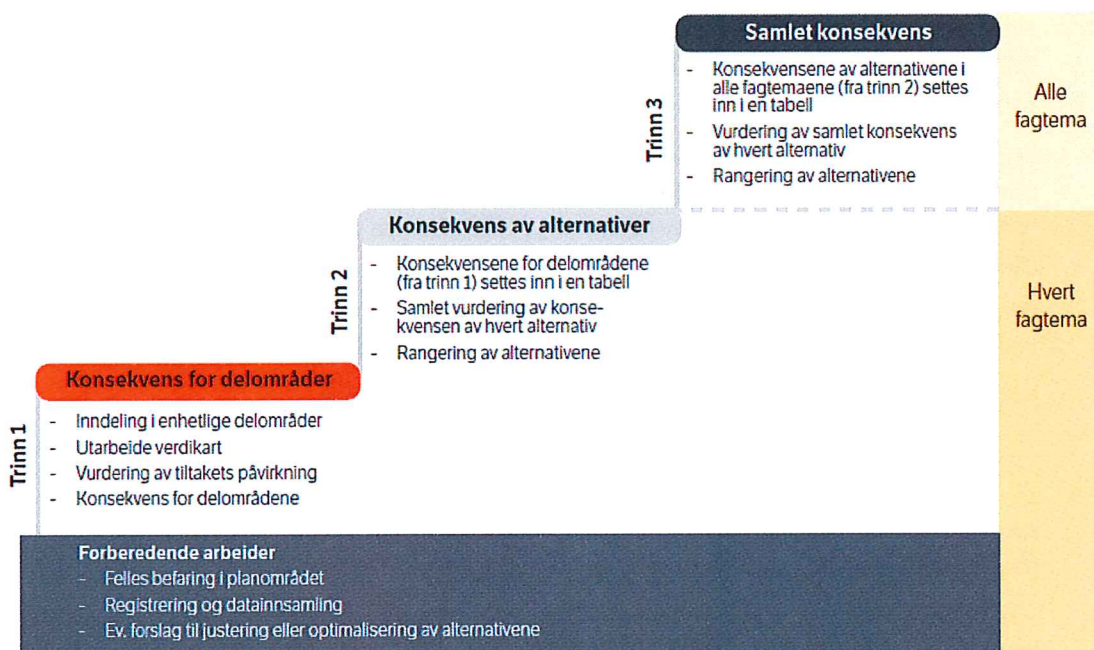 Samlet konsekvens
Trinn 3
- Konsekvensene av alternativene i
alle fagtemaene (fra trinn 2) settes
inn i en tabell
- Vurdering av samlet konsekvens
av hvert alternativ
- Rangering av alternativene
Alle
fagtema
Konsekvens av alternativer
Trinn 2
- Konsekvensene for delområdene
(fra trinn 1) settes inn i en tabell
- Samlet vurdering av konse-
kvensen av hvert alternativ
- Rangering av alternativene
Hvert
fagtema
Konsekvens for delområder
Trinn 1
- Inndeling i enhetlige delområder
- Utarbeide verdikart
- Vurdering av tiltakets påvirkning
- Konsekvens for delområdene
Forberedende arbeider
- Felles befaring i planområdet
- Registrering og datainnsamling
- Ev. forslag til justering eller optimalisering av alternativene